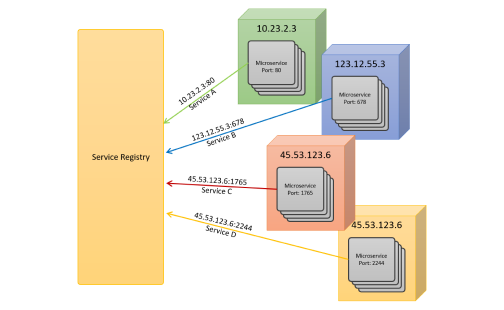 10.23.2.3
Microservice
Port: 80
10.23.2.3:80
Service A
123.12.55.3
Microservice
Port: 678
123.12.55.3:678
Service B
Service Registry
45.53.123.6
Microservice
Port: 1765
45.53.123.6:1765
Service C
45.53.123.6
Microservice
Port: 2244
45.53.123.6:2244
Service D